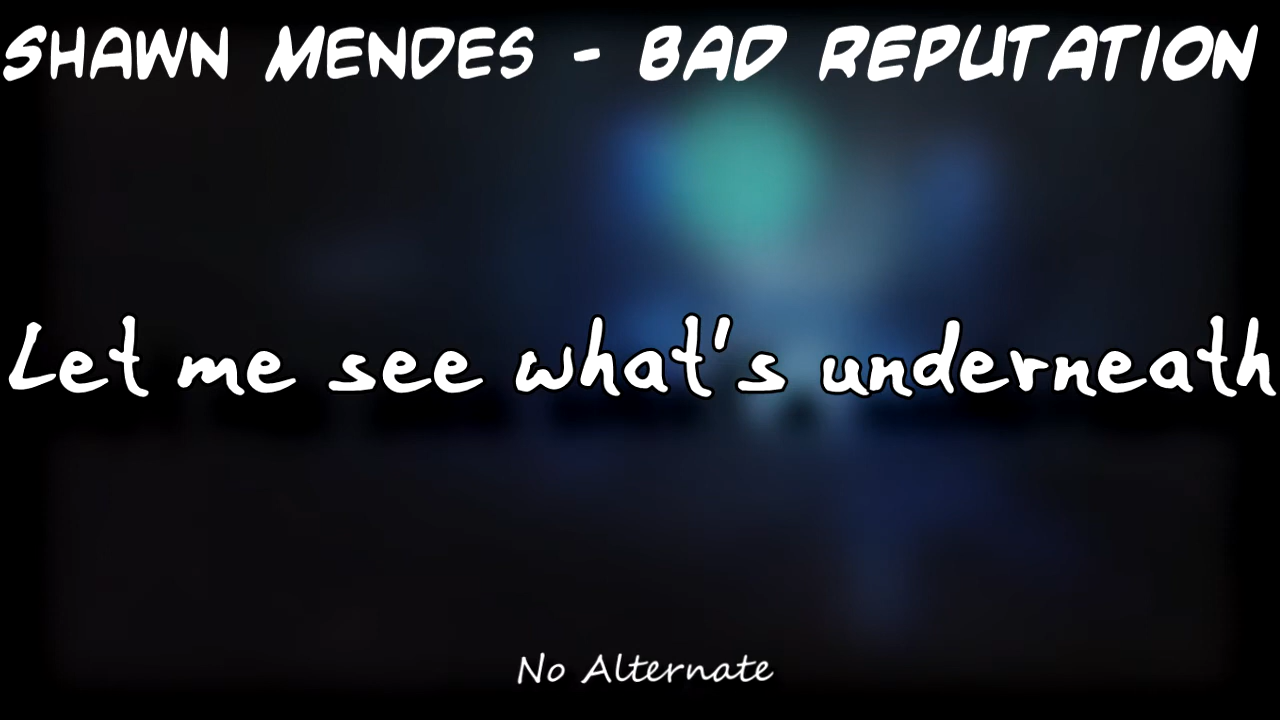 Shawn Mendes - Bad Reputation
Let me see what's underneath
No Alternate